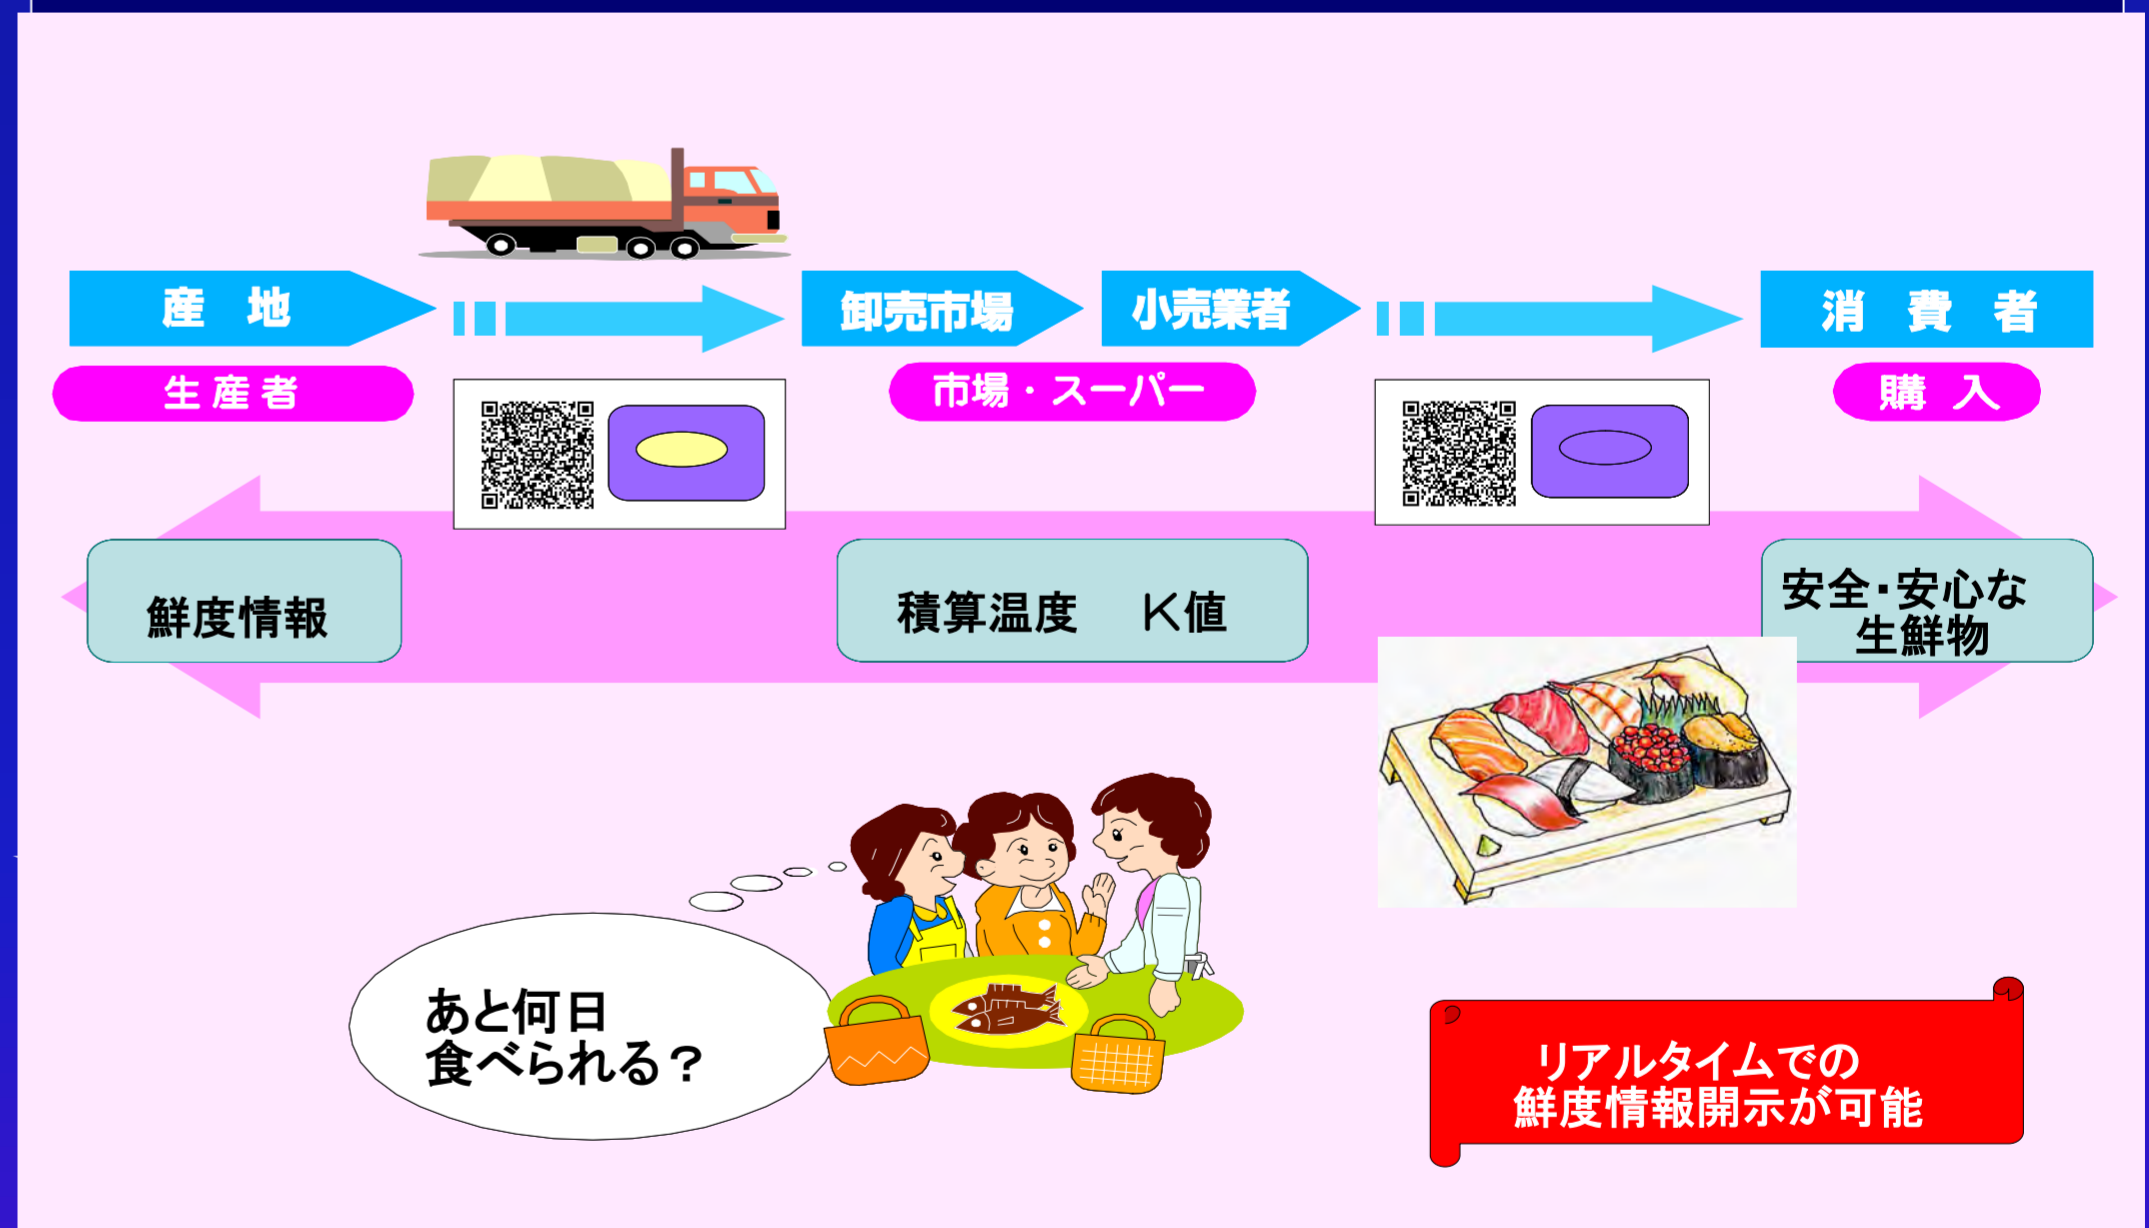 産　地
卸売市場
小売業者
消　費　者
生産者
市場・スーパー
購　入
鮮度情報
積算温度　K値
安全・安心な
生鮮物
あと何日
食べられる？
リアルタイムでの
鮮度情報開示が可能